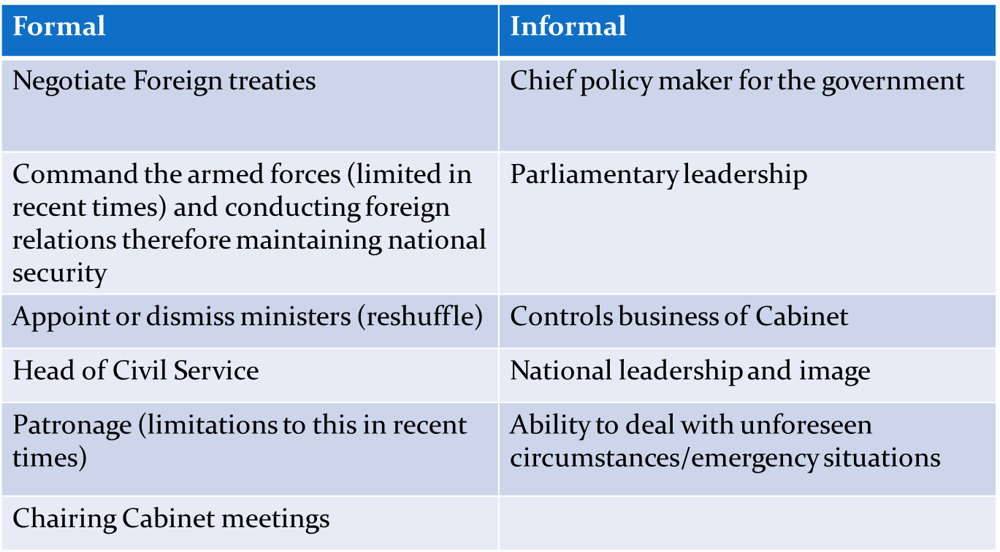 Formal
Informal
Negotiate Foreign treaties
Chief policy maker for the government
Command the armed forces (limited in
recent times) and conducting foreign
relations therefore maintaining national
security
Parliamentary leadership
Appoint or dismiss ministers (reshuffle)
Controls business of Cabinet
Head of Civil Service
National leadership and image
Patronage (limitations to this in recent
times)
Ability to deal with unforeseen
circumstances/emergency situations
Chairing Cabinet meetings